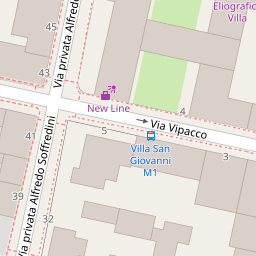 Eliografic
Villa
45
Via privata Alfredo
43
New Line
→ Via Vipacco
5
41
Villa San
Giovanni
M1
3
Via privata Alfredo Soffredini
39
32